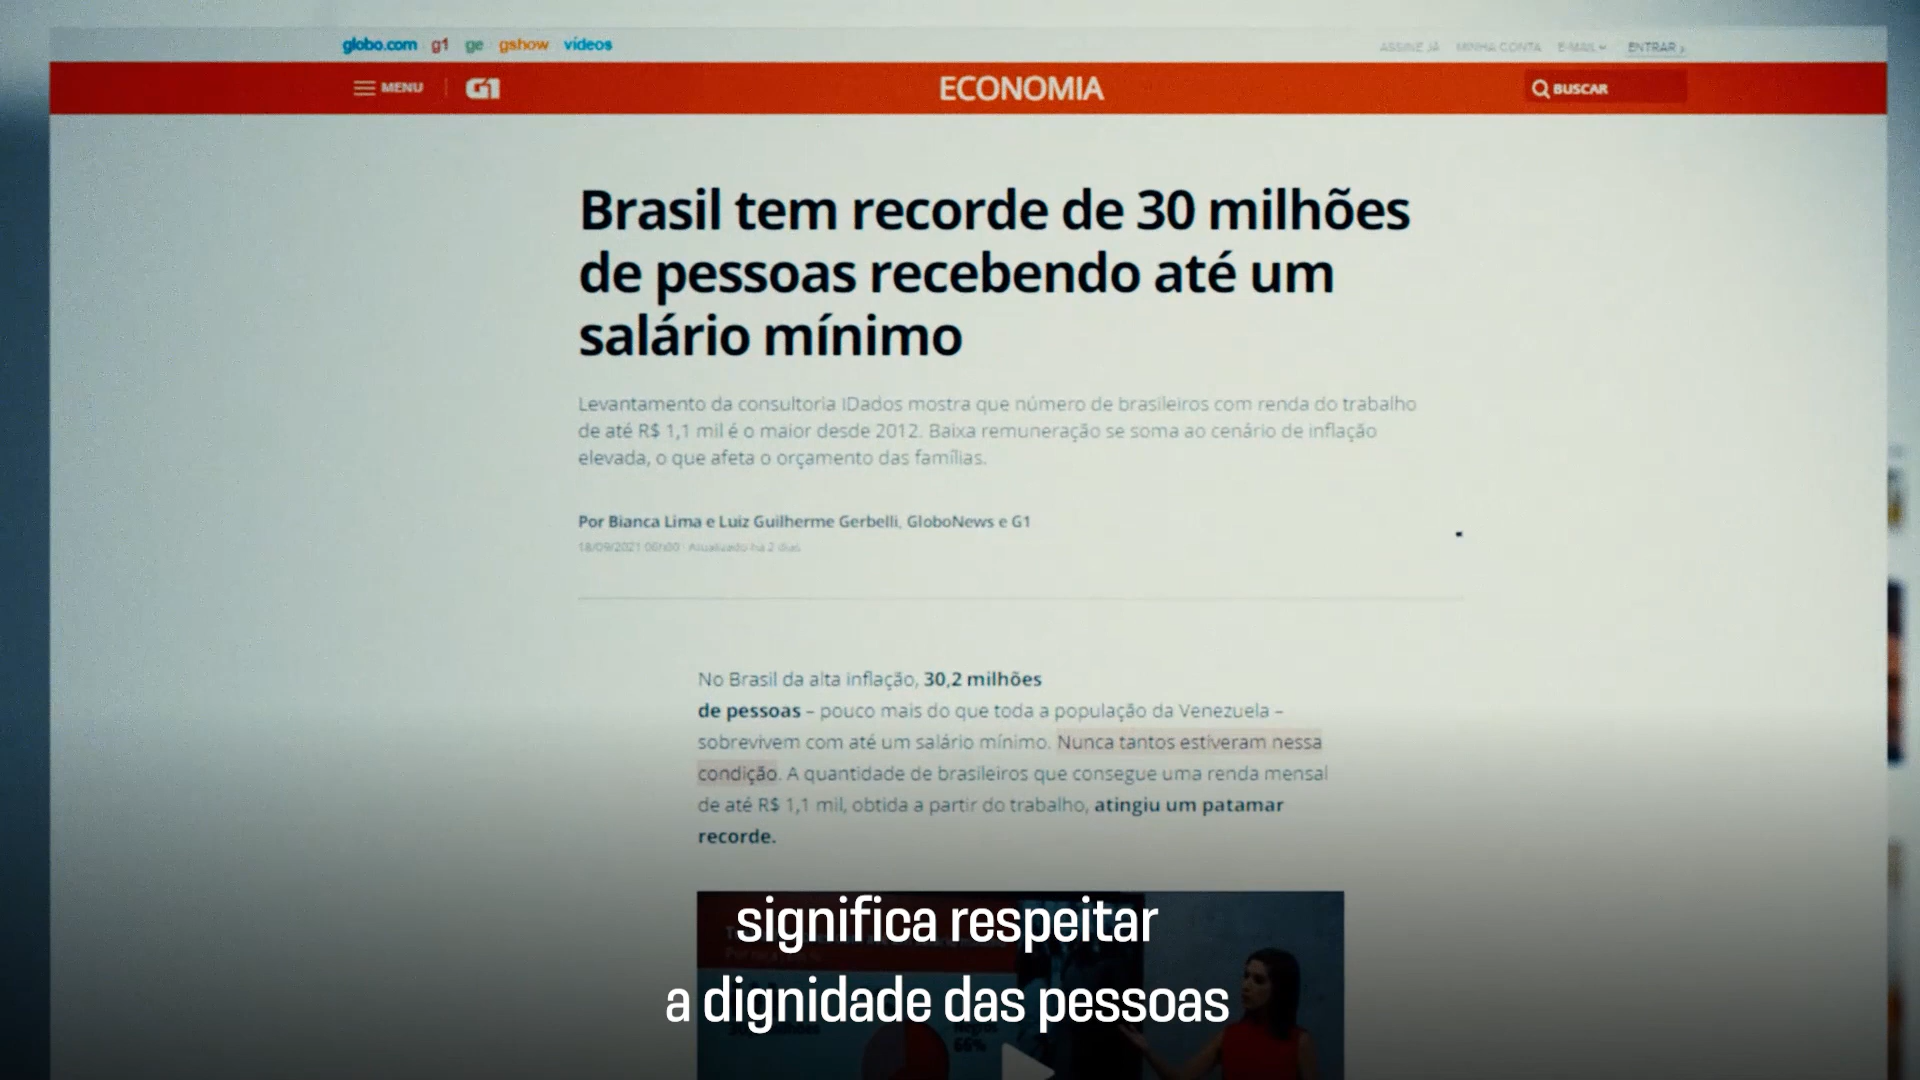 globo.com g1 ge gshow vídeos
ASSINE JÁ MINHA CONTA E-MAIL ENTRAR
MENU G1 ECONOMIA BUSCAR
Brasil tem recorde de 30 milhões
de pessoas recebendo até um
salário mínimo
Levantamento da consultoria IDados mostra que número de brasileiros com renda do trabalho
de até R$ 1,1 mil é o maior desde 2012. Baixa remuneração se soma ao cenário de inflação
elevada, o que afeta o orçamento das famílias.
Por Bianca Lima e Luiz Guilherme Gerbelli, GloboNews e G1
18/09/2021 06h00 · Atualizado há 2 dias
No Brasil da alta inflação, 30,2 milhões
de pessoas – pouco mais do que toda a população da Venezuela –
sobrevivem com até um salário mínimo. Nunca tantos estiveram nessa
condição. A quantidade de brasileiros que consegue uma renda mensal
de até R$ 1,1 mil, obtida a partir do trabalho, atingiu um patamar
recorde.
significa respeitar
a dignidade das pessoas
Negros
66%